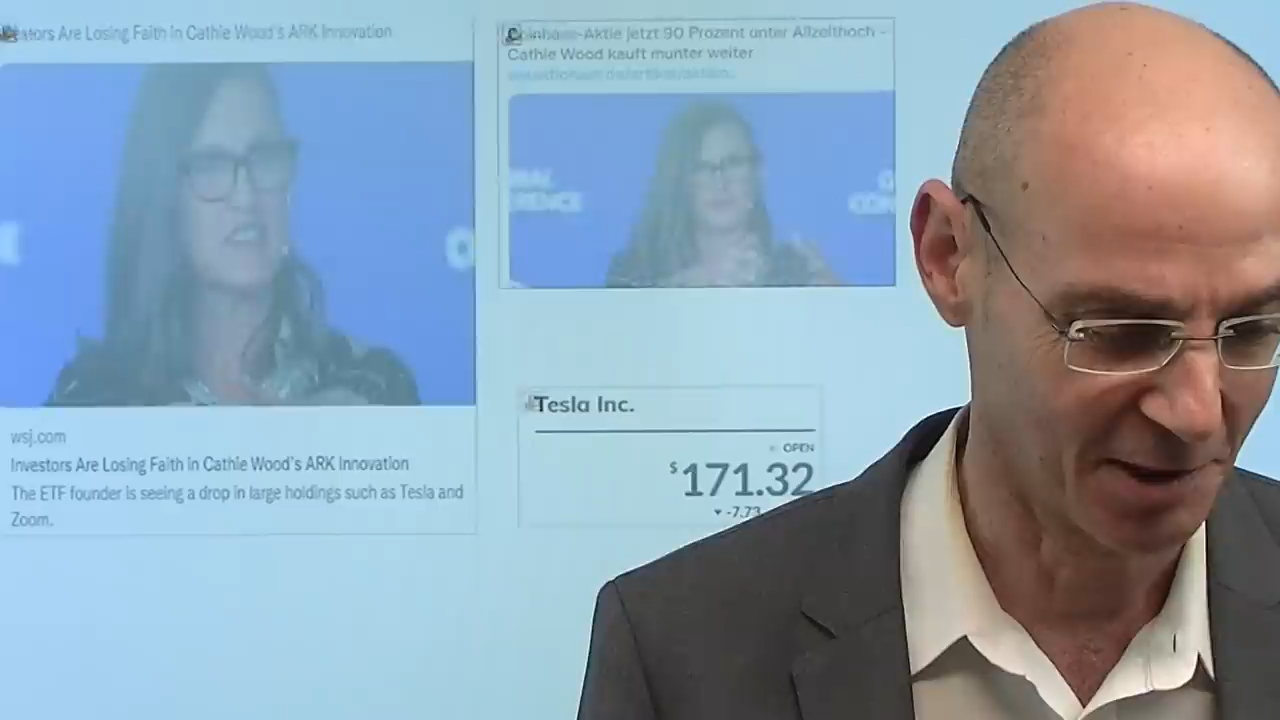 Investors Are Losing Faith in Cathie Wood's ARK Innovation
wsj.com
Investors Are Losing Faith in Cathie Wood's ARK Innovation
The ETF founder is seeing a drop in large holdings such as Tesla and
Zoom.
Coinbase-Aktie jetzt 90 Prozent unter Allzeithoch -
Cathie Wood kauft munter weiter
Tesla Inc.
OPEN
$171.32
▼ -7.73